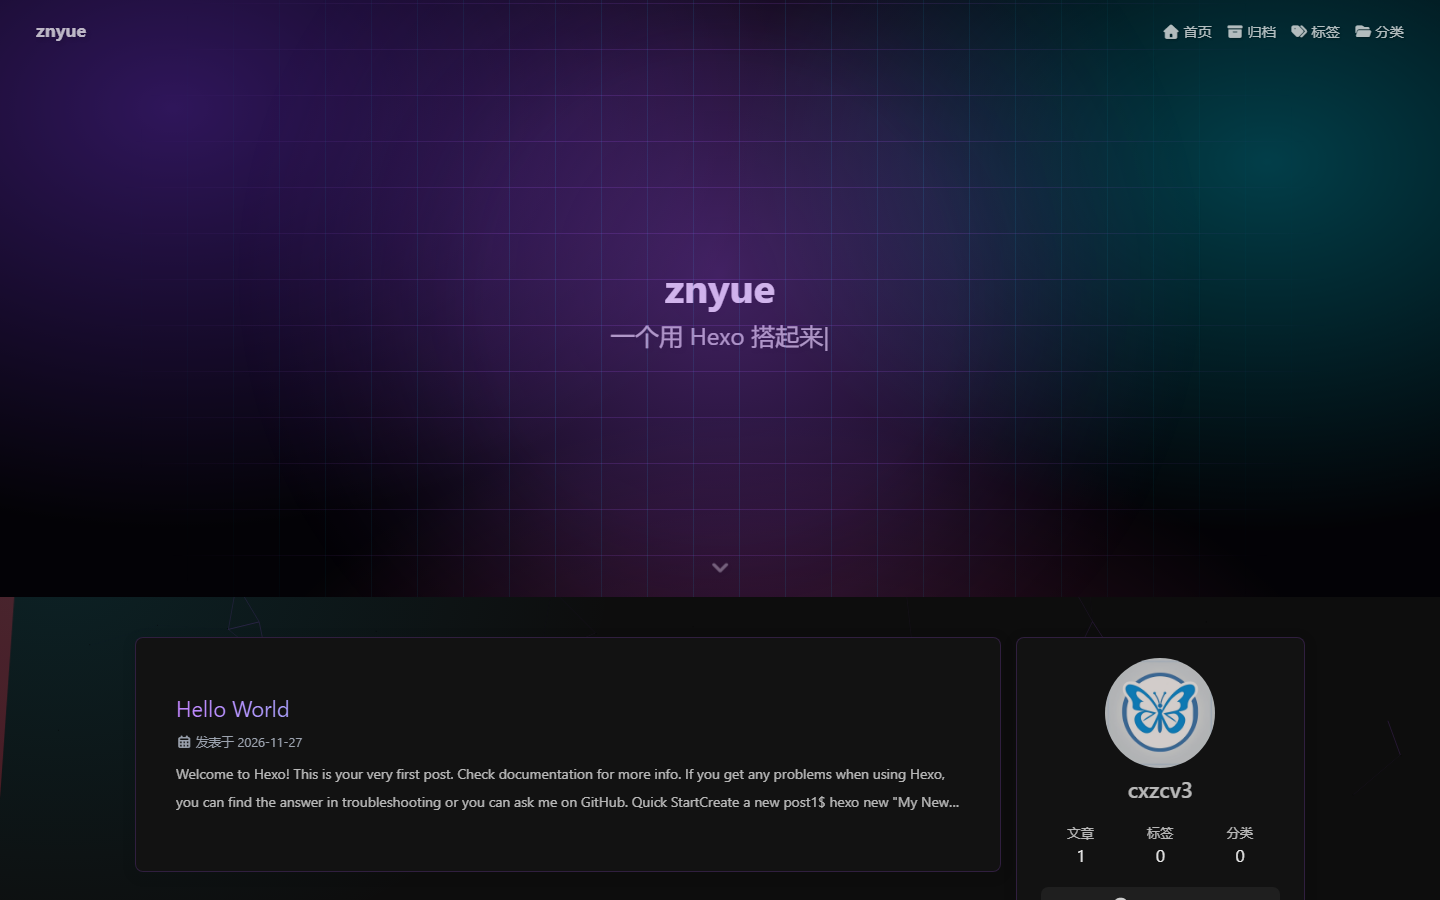 znyue
首页 归档 标签 分类
znyue
一个用 Hexo 搭起来|
Hello World
发表于 2026-11-27
Welcome to Hexo! This is your very first post. Check documentation for more info. If you get any problems when using Hexo,
you can find the answer in troubleshooting or you can ask me on GitHub. Quick StartCreate a new post1$ hexo new "My New...
cxzcv3
文章 标签 分类
1 0 0